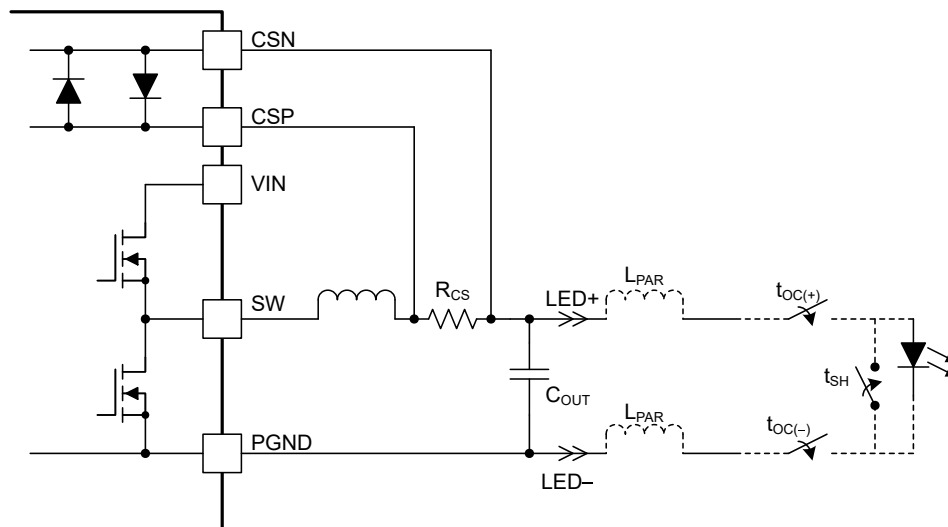 CSN
CSP
VIN
SW
R_CS
LED+
L_PAR
t_OC(+)
t_SH
C_OUT
L_PAR
t_OC(–)
PGND
LED–